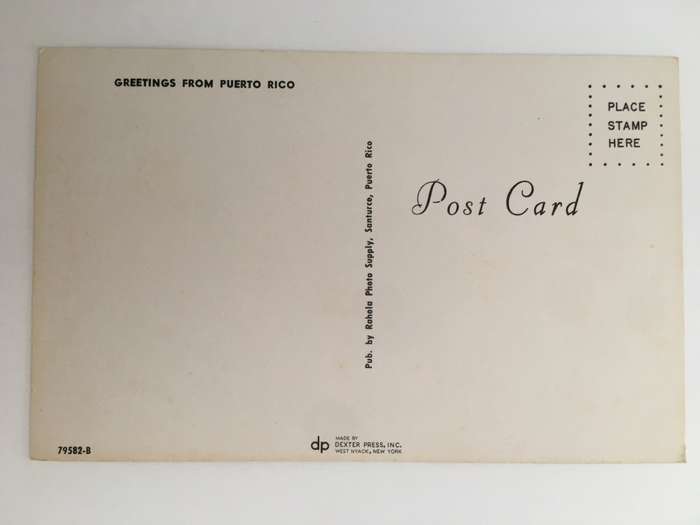 GREETINGS FROM PUERTO RICO
PLACE
STAMP
HERE
Post Card
Pub. by Rahola Photo Supply, Santurce, Puerto Rico
79582-B
dp
MADE BY
DEXTER PRESS, INC.
WEST NYACK, NEW YORK